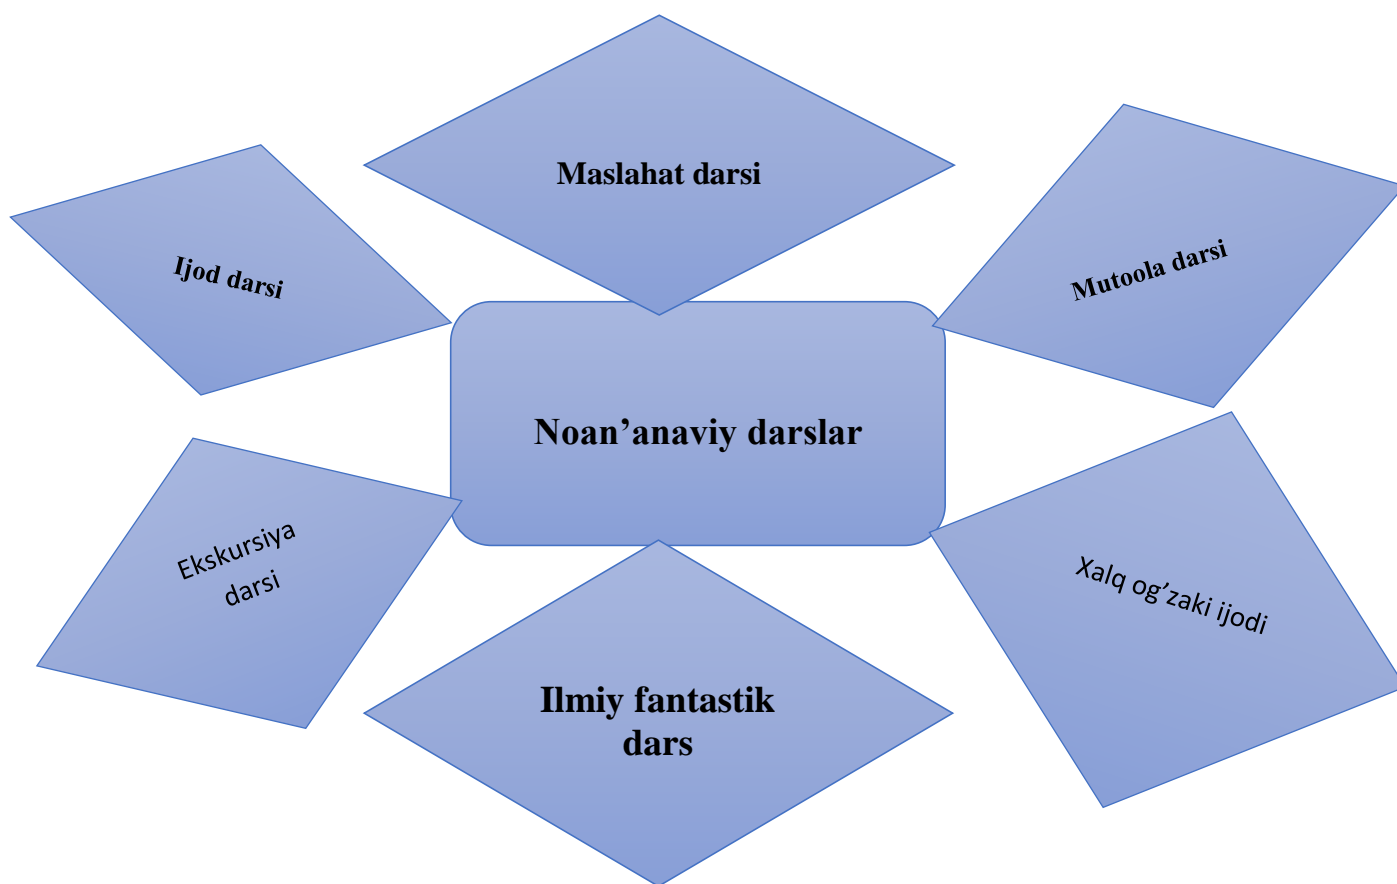 Maslahat darsi
Ijod darsi
Mutoola darsi
Noan’anaviy darslar
Ekskursiya
darsi
Xalq og’zaki ijodi
Ilmiy fantastik
dars